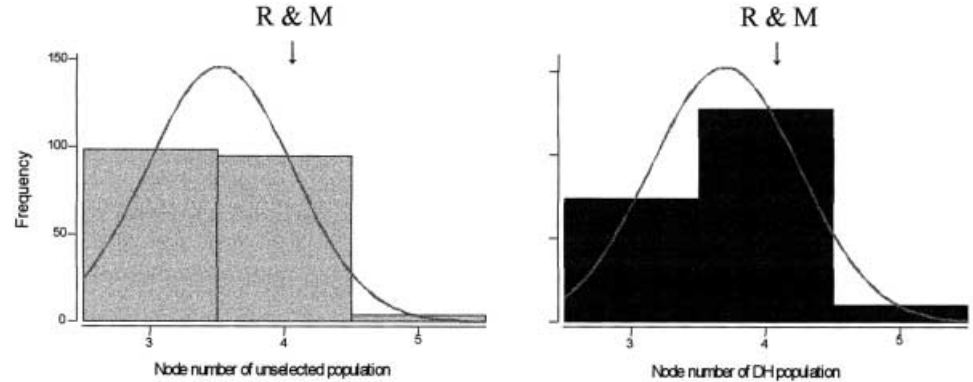 R & M
R & M
150
100
50
0
Frequency
3 4 5
3 4 5
Node number of unselected population
Node number of DH population